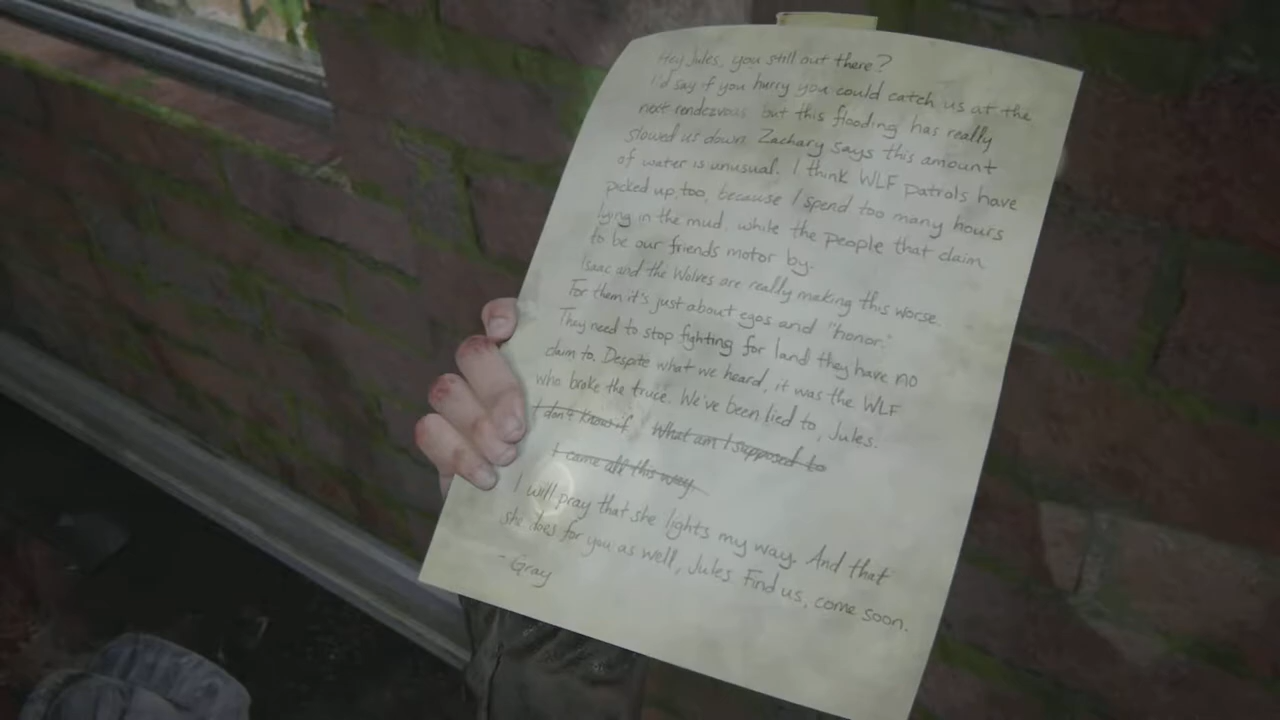 Hey Jules, you still out there?
I'd say if you hurry you could catch us at the
next rendezvous but this flooding has really
slowed us down. Zachary says this amount
of water is unusual. I think WLF patrols have
picked up, too, because I spend too many hours
lying in the mud while the people that claim
to be our friends motor by.
Isaac and the Wolves are really making this worse.
For them it's just about egos and "honor."
They need to stop fighting for land they have no
claim to. Despite what we heard, it was the WLF
who broke the truce. We've been lied to, Jules.
I don't know if What am I supposed to
I came all this way.
I will pray that she lights my way. And that
she does for you as well, Jules. Find us, come soon.
- Gray